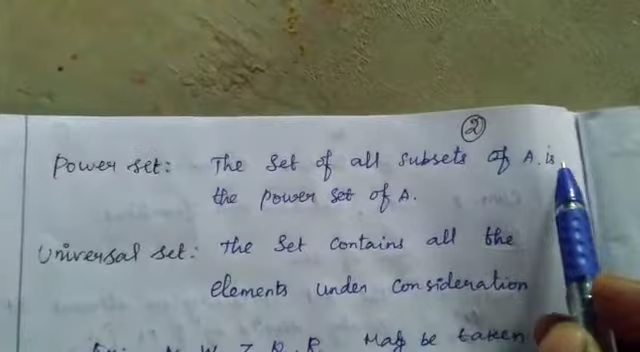 2
Power set: The set of all subsets of A. is
the power set of A.
Universal set: The set contains all the
elements under consideration
May be taken